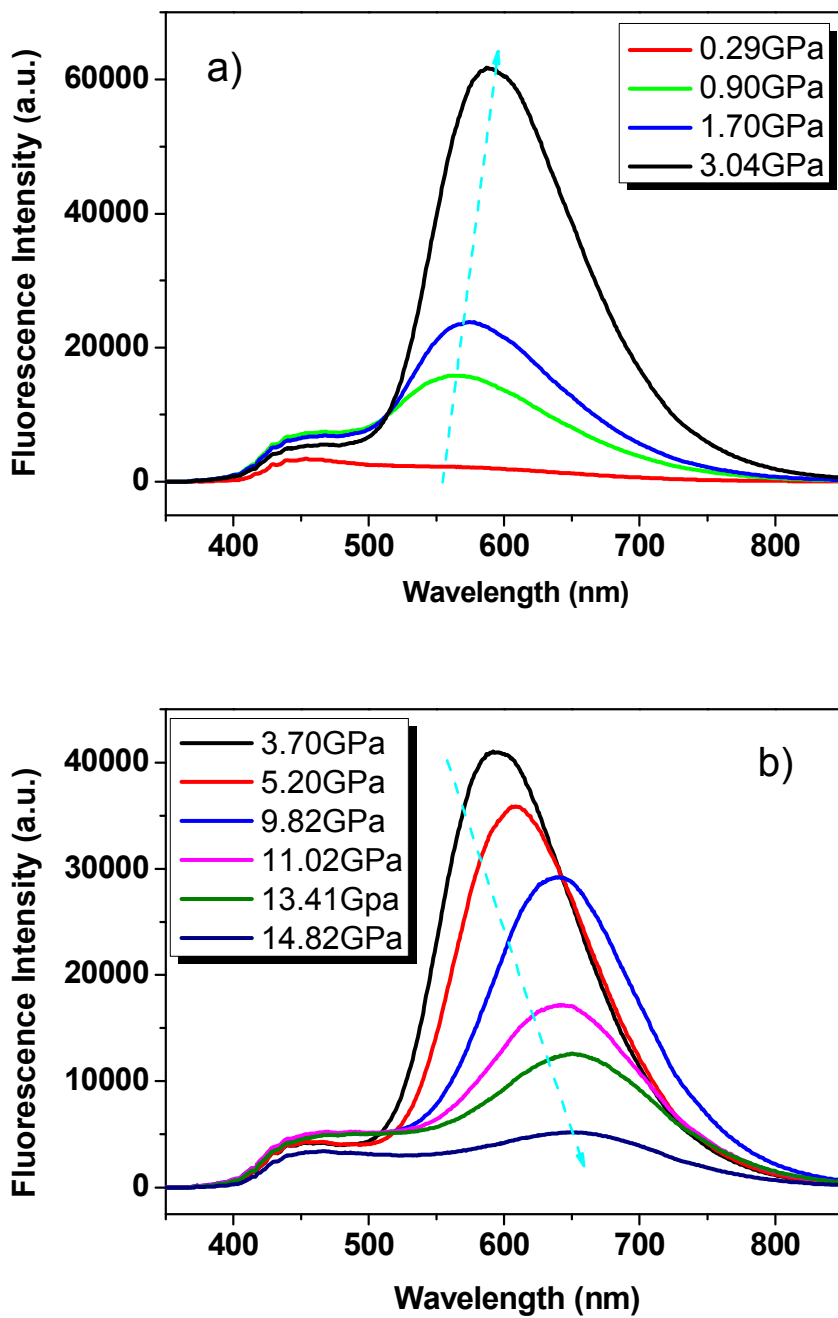 a)
0.29GPa
0.90GPa
1.70GPa
3.04GPa
Fluorescence Intensity (a.u.)
60000
40000
20000
0
400 500 600 700 800
Wavelength (nm)
b)
3.70GPa
5.20GPa
9.82GPa
11.02GPa
13.41Gpa
14.82GPa
Fluorescence Intensity (a.u.)
40000
30000
20000
10000
0
400 500 600 700 800
Wavelength (nm)